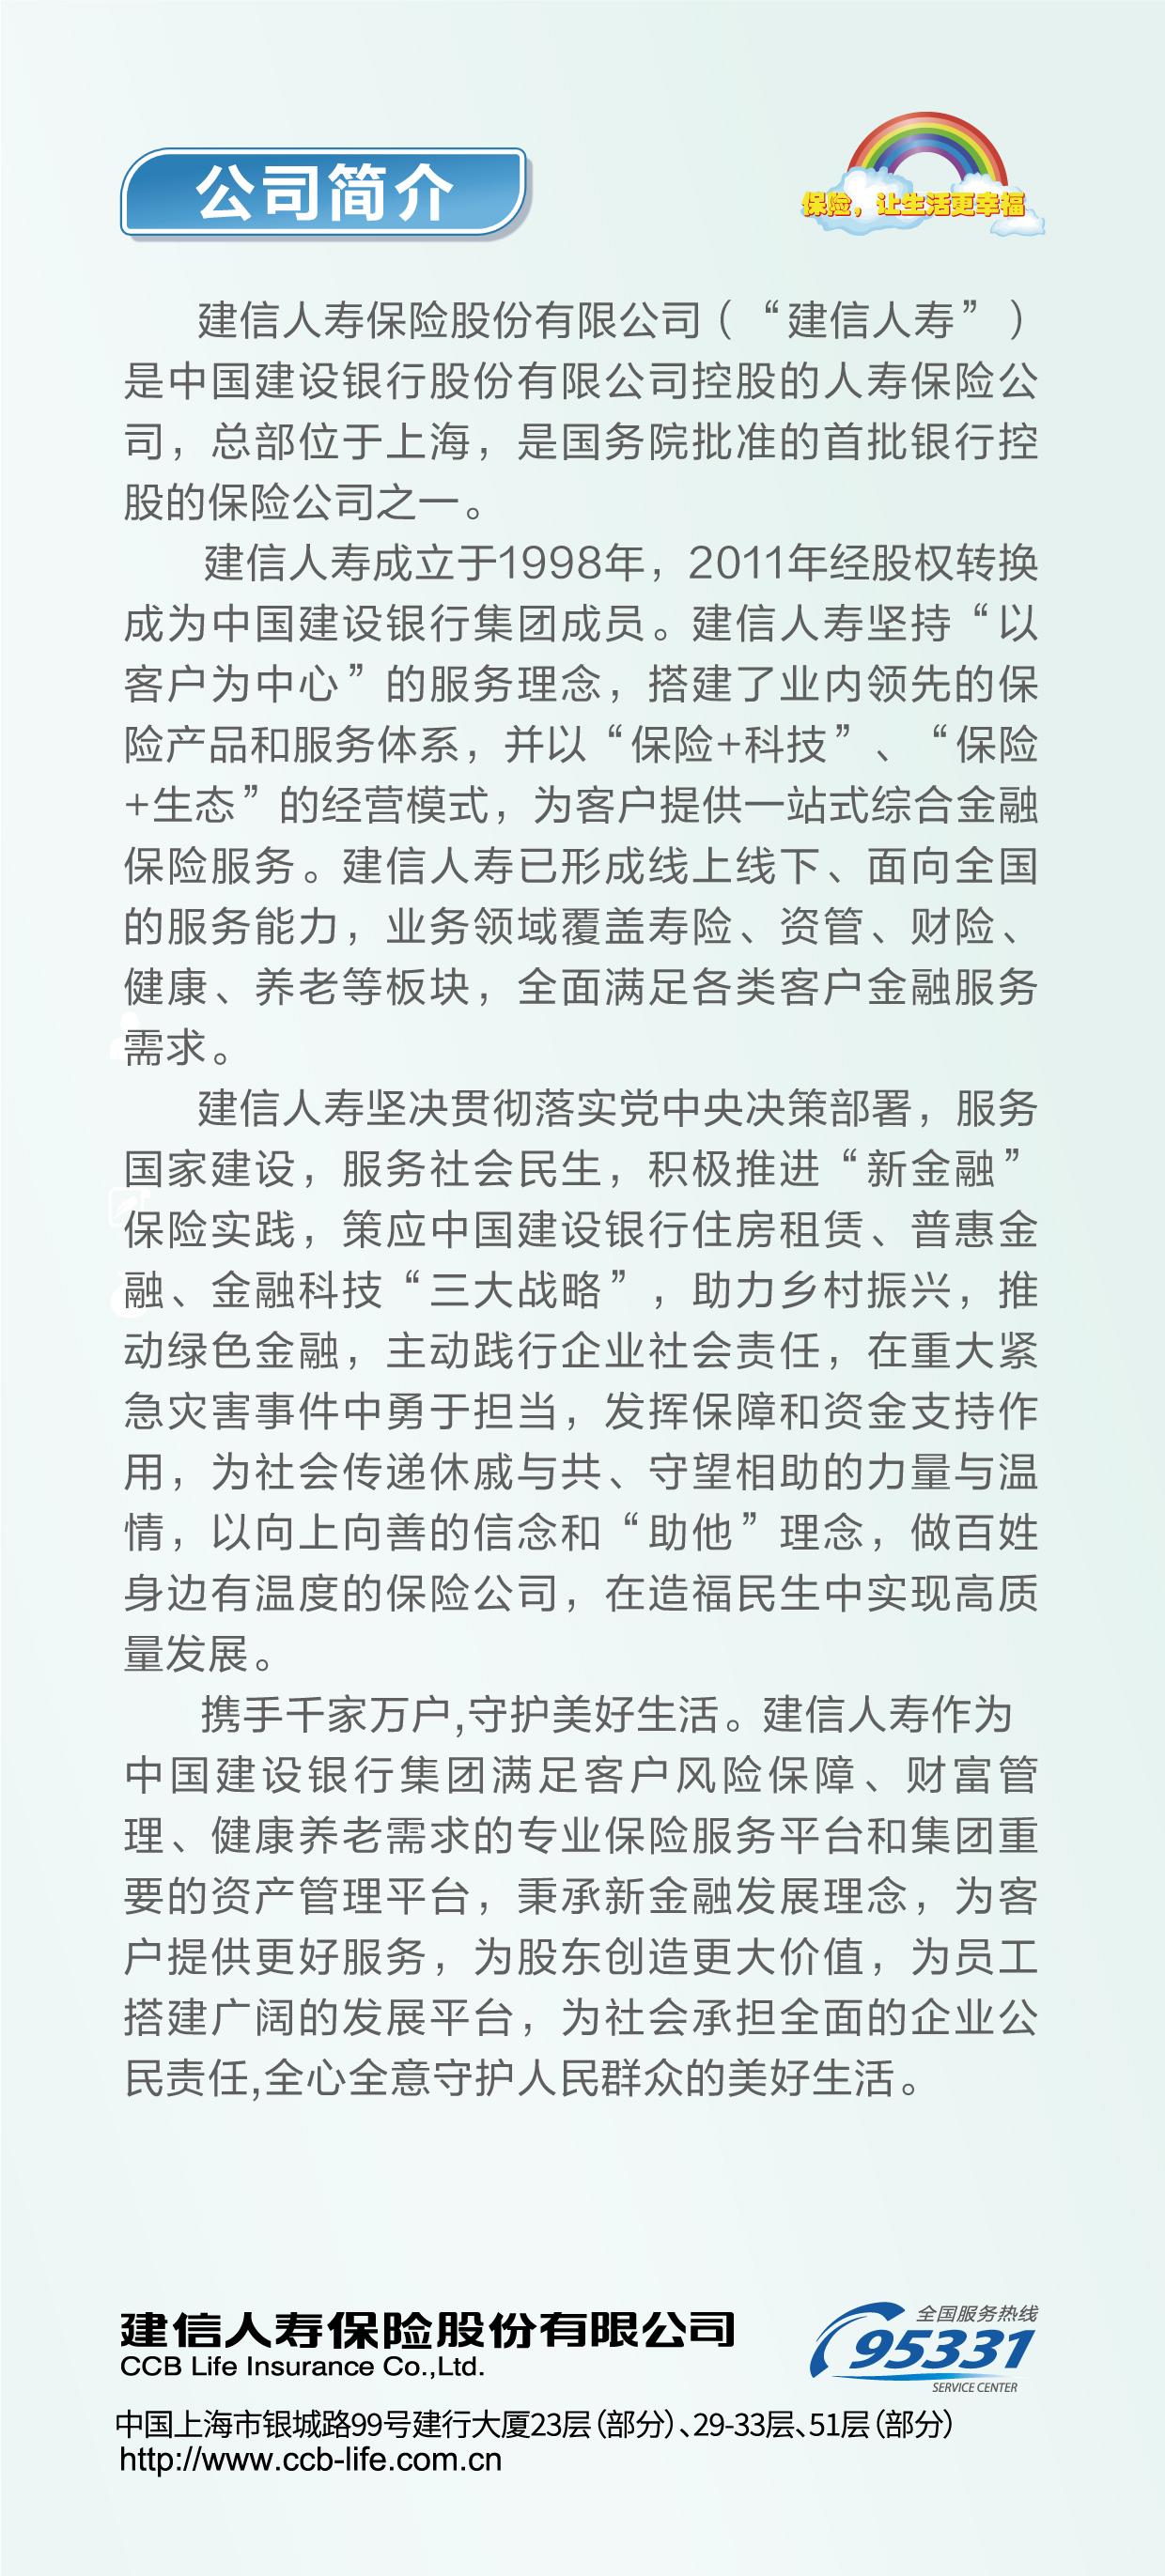 公司简介
保险，让生活更幸福
建信人寿保险股份有限公司（“建信人寿”）
是中国建设银行股份有限公司控股的人寿保险公
司，总部位于上海，是国务院批准的首批银行控
股的保险公司之一。
建信人寿成立于1998年，2011年经股权转换
成为中国建设银行集团成员。建信人寿坚持“以
客户为中心”的服务理念，搭建了业内领先的保
险产品和服务体系，并以“保险+科技”、“保险
+生态”的经营模式，为客户提供一站式综合金融
保险服务。建信人寿已形成线上线下、面向全国
的服务能力，业务领域覆盖寿险、资管、财险、
健康、养老等板块，全面满足各类客户金融服务
需求。
建信人寿坚决贯彻落实党中央决策部署，服务
国家建设，服务社会民生，积极推进“新金融”
保险实践，策应中国建设银行住房租赁、普惠金
融、金融科技“三大战略”，助力乡村振兴，推
动绿色金融，主动践行企业社会责任，在重大紧
急灾害事件中勇于担当，发挥保障和资金支持作
用，为社会传递休戚与共、守望相助的力量与温
情，以向上向善的信念和“助他”理念，做百姓
身边有温度的保险公司，在造福民生中实现高质
量发展。
携手千家万户,守护美好生活。建信人寿作为
中国建设银行集团满足客户风险保障、财富管
理、健康养老需求的专业保险服务平台和集团重
要的资产管理平台，秉承新金融发展理念，为客
户提供更好服务，为股东创造更大价值，为员工
搭建广阔的发展平台，为社会承担全面的企业公
民责任,全心全意守护人民群众的美好生活。
建信人寿保险股份有限公司
CCB Life Insurance Co.,Ltd.
全国服务热线
95331
SERVICE CENTER
中国上海市银城路99号建行大厦23层（部分）、29-33层、51层（部分）
http://www.ccb-life.com.cn